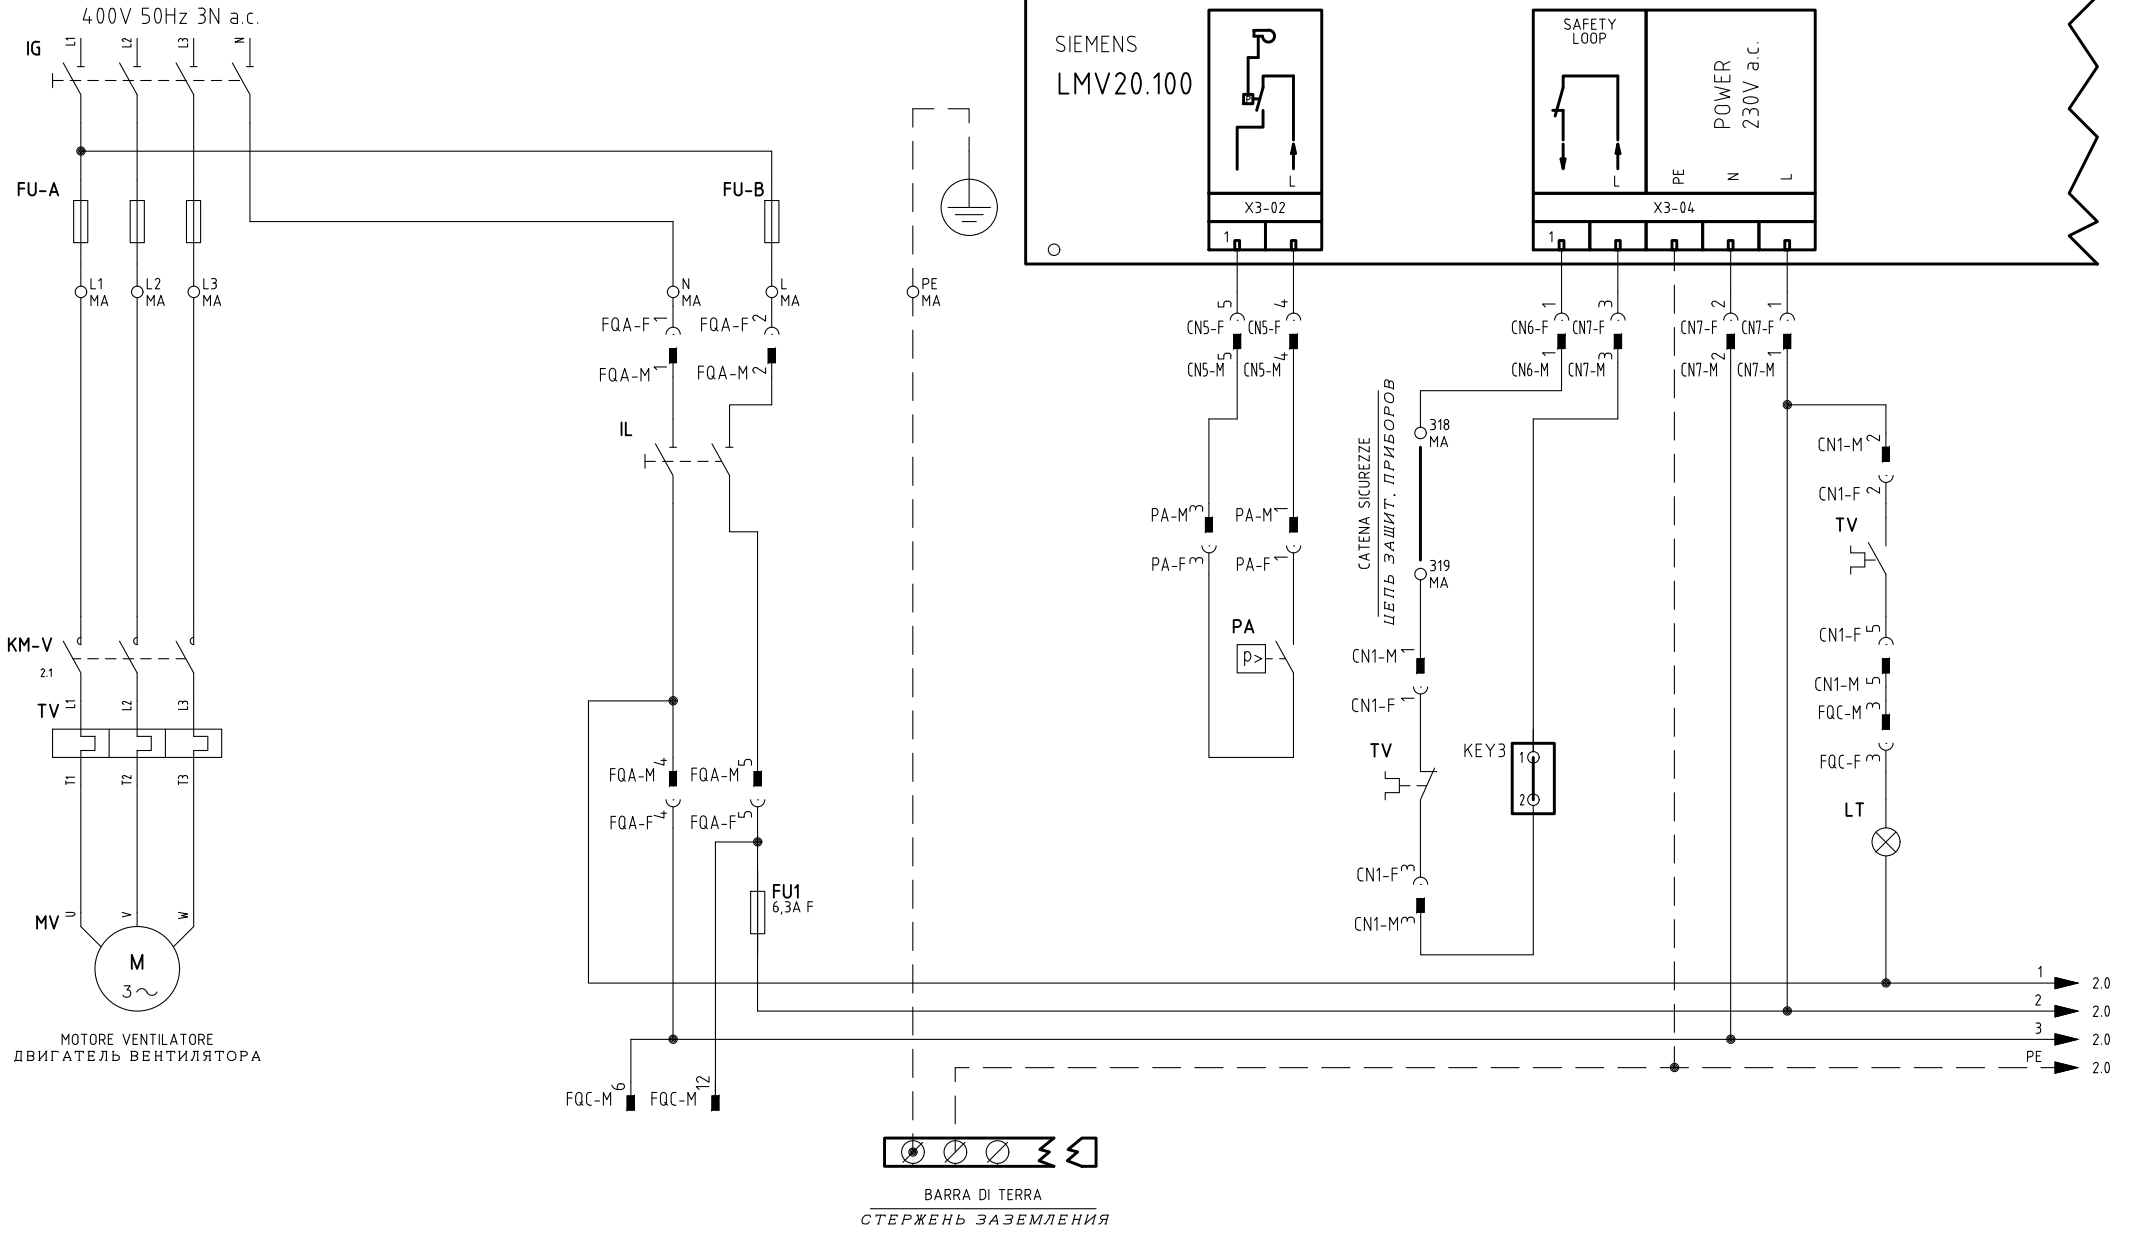 400V 50Hz 3N a.c.
IG
L1
L2
L3
N
FU-A
FU-B
L1
MA
L2
MA
L3
MA
N
MA
L
MA
PE
MA
FQA-F 1
FQA-F 2
FQA-M 1
FQA-M 2
IL
KM-V
2.1
TV
L1
L2
L3
T1
T2
T3
MV
U
V
W
M
3~
MOTORE VENTILATORE
ДВИГАТЕЛЬ ВЕНТИЛЯТОРА
FQA-M 4
FQA-M 5
FQA-F 4
FQA-F 5
FU1
6,3A F
FQC-M 6
FQC-M 12
BARRA DI TERRA
СТЕРЖЕНЬ ЗАЗЕМЛЕНИЯ
SIEMENS
LMV20.100
P
L
X3-02
1
SAFETY
LOOP
POWER
230V a.c.
L
PE
N
L
X3-04
1
CN5-F 5
CN5-F 4
CN5-M 5
CN5-M 4
CN6-F 1
CN7-F 3
CN7-F 2
CN7-F 1
CN6-M 1
CN7-M 3
CN7-M 2
CN7-M 1
PA-M 3
PA-M 1
PA-F 3
PA-F 1
PA
P>
CATENA SICUREZZE
ЦЕПЬ ЗАЩИТ. ПРИБОРОВ
318
MA
319
MA
CN1-M 1
CN1-F 1
TV
CN1-F 3
CN1-M 3
KEY3
1
2
CN1-M 2
CN1-F 2
TV
CN1-F 5
CN1-M 5
FQC-M 3
FQC-F 3
LT
1 2.0
2 2.0
3 2.0
PE 2.0